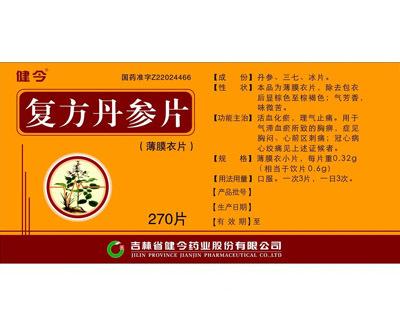 健今
国药准字Z22024466
复方丹参片
（薄膜衣片）
270片
【成　　份】丹参、三七、冰片。
【性　　状】本品为薄膜衣片，除去包衣
后显棕色至棕褐色；气芳香，
味微苦。
【功能主治】活血化瘀，理气止痛。用于
气滞血瘀所致的胸痹，症见
胸闷、心前区刺痛；冠心病
心绞痛见上述证候者。
【规　　格】薄膜衣小片，每片重0.32g
（相当于饮片0.6g）
【用法用量】口服。一次3片，一日3次。
【产品批号】
【生产日期】
【有 效 期】至
吉林省健今药业股份有限公司
JILIN PROVINCE JIANJIN PHARMACEUTICAL CO.,LTD